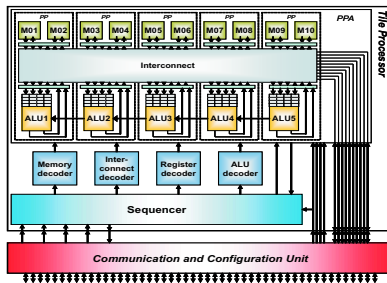 PP PP PP PP PP PPA
M01 M02 M03 M04 M05 M06 M07 M08 M09 M10
Tile Processor
Interconnect
ALU1 ALU2 ALU3 ALU4 ALU5
Memory decoder
Inter-connect decoder
Register decoder
ALU decoder
Sequencer
Communication and Configuration Unit